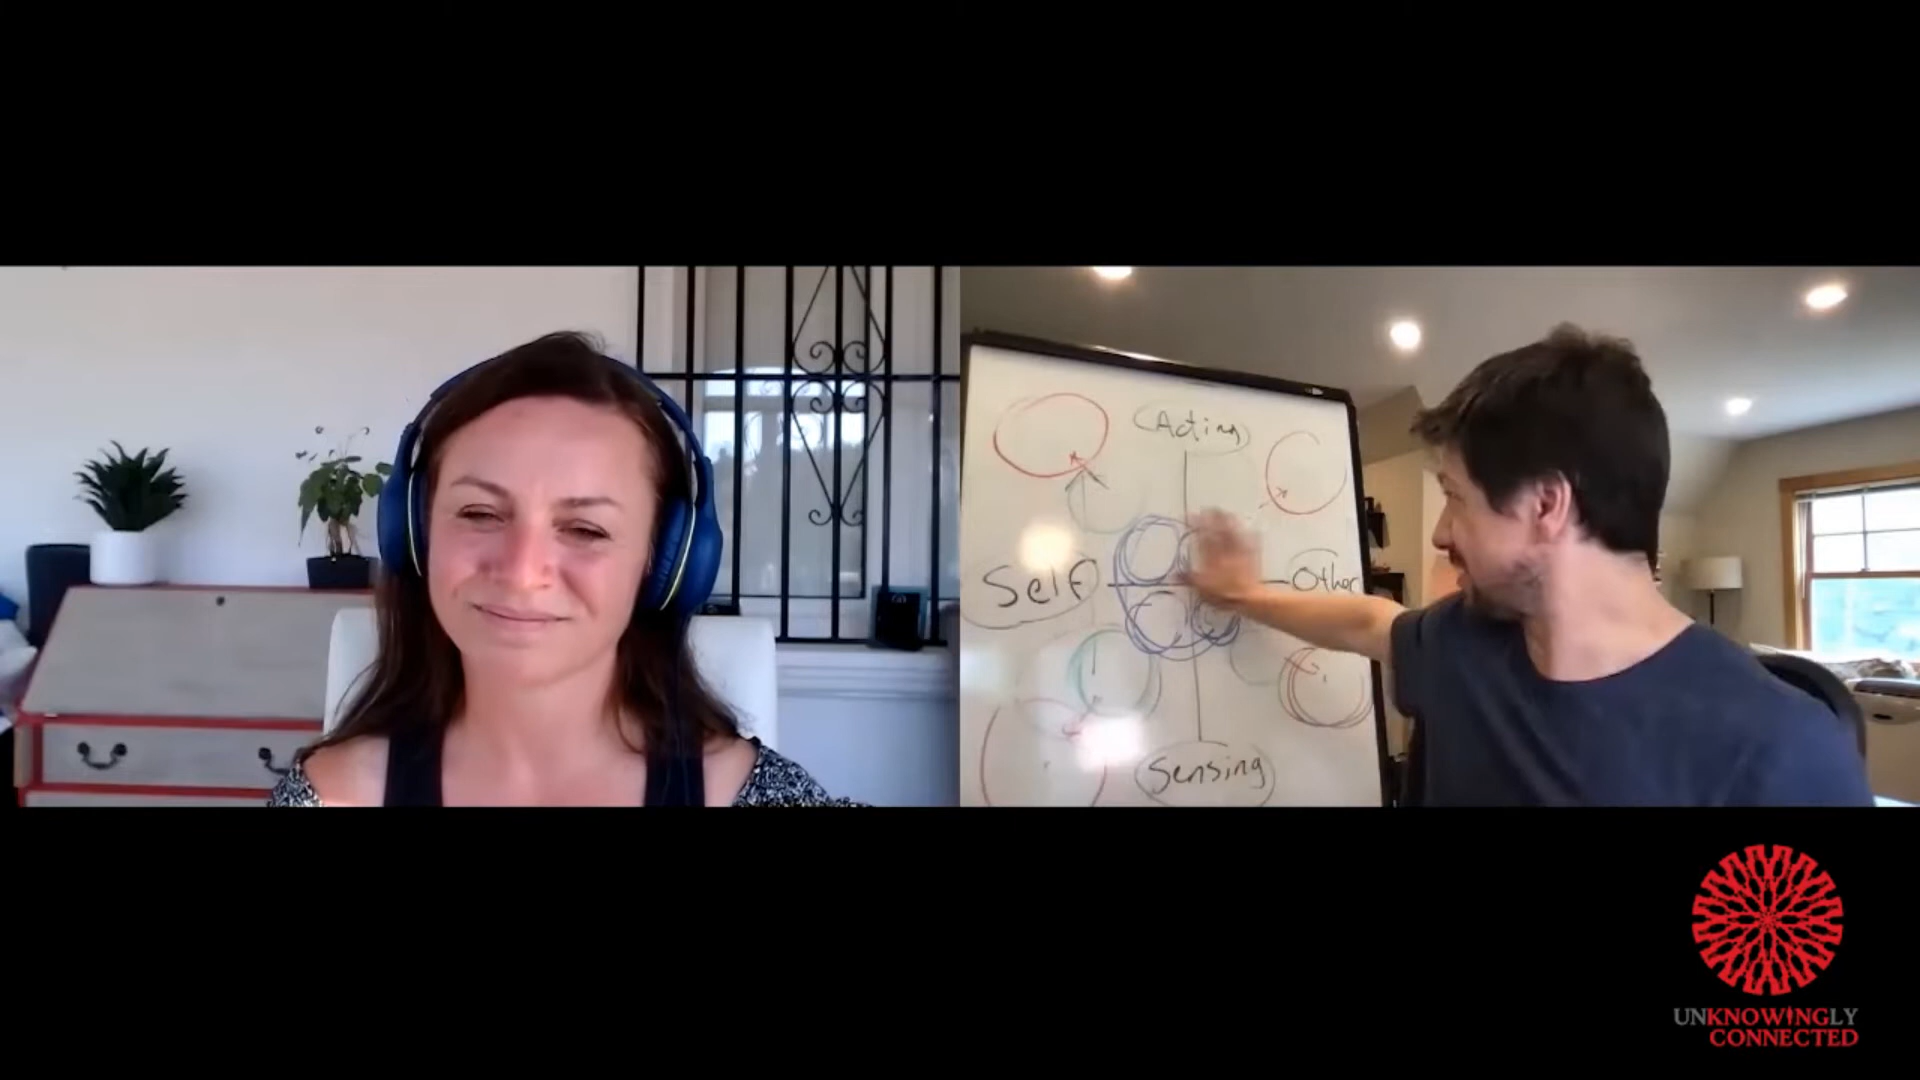 Acting
Self
Other
Sensing
UNKNOWINGLY
CONNECTED